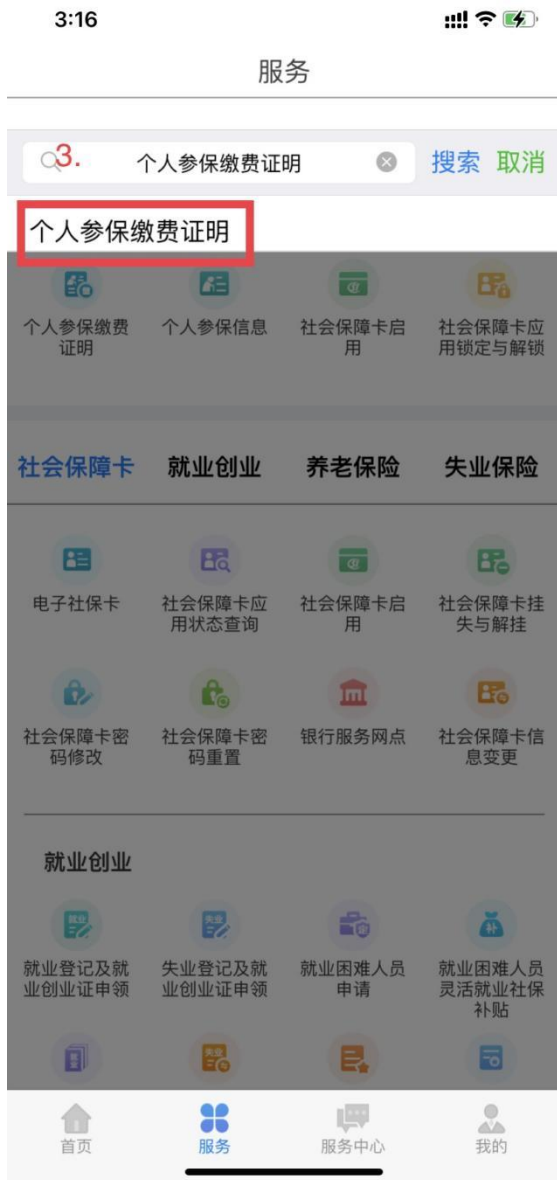 3:16
服务
3.
个人参保缴费证明
搜索 取消
个人参保缴费证明
个人参保缴费
证明
个人参保信息
社会保障卡启
用
社会保障卡应
用锁定与解锁
社会保障卡 就业创业 养老保险 失业保险
电子社保卡
社会保障卡应
用状态查询
社会保障卡启
用
社会保障卡挂
失与解挂
社会保障卡密
码修改
社会保障卡密
码重置
银行服务网点
社会保障卡信
息变更
就业创业
就业
失业
补
就业登记及就
业创业证申领
失业登记及就
业创业证申领
就业困难人员
申请
就业困难人员
灵活就业社保
补贴
失业
首页
服务
服务中心
我的